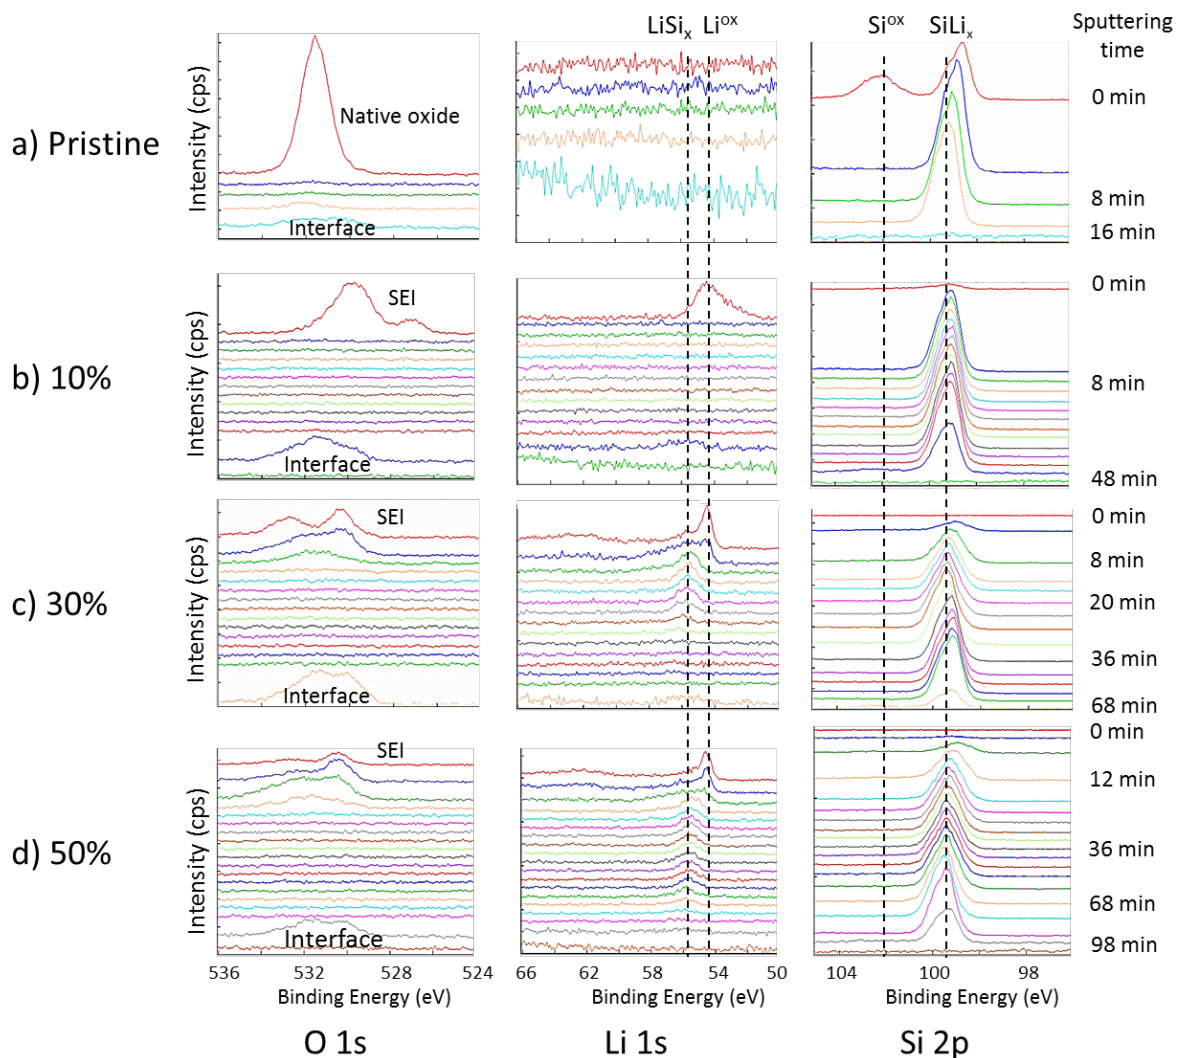 LiSiₓ Liᵒˣ
Siᵒˣ SiLiₓ
Sputtering
time
a) Pristine
Intensity (cps)
Native oxide
Interface
0 min
8 min
16 min
b) 10%
Intensity (cps)
SEI
Interface
0 min
8 min
48 min
c) 30%
Intensity (cps)
SEI
Interface
0 min
8 min
20 min
36 min
68 min
d) 50%
Intensity (cps)
SEI
Interface
0 min
12 min
36 min
68 min
98 min
536 532 528 524
66 62 58 54 50
104 100 98
Binding Energy (eV) Binding Energy (eV) Binding Energy (eV)
O 1s Li 1s Si 2p